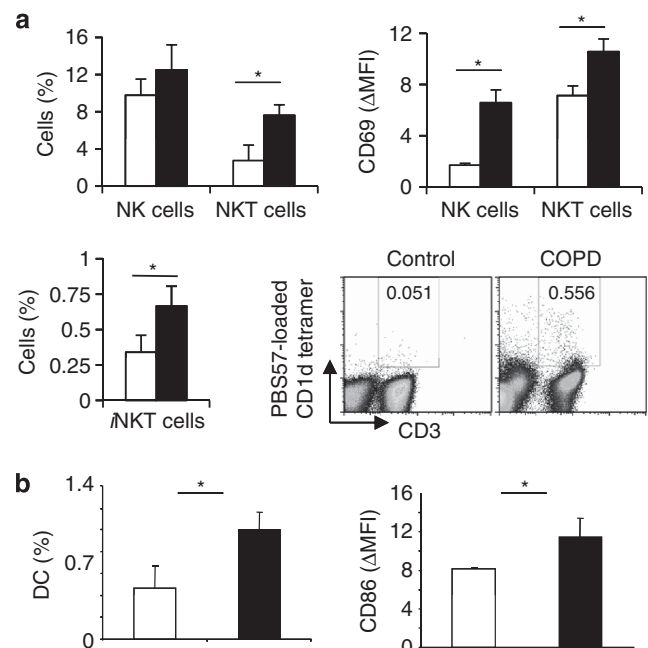 a
16
12
8
4
0
Cells (%)
*
NK cells NKT cells
12
8
4
0
CD69 (ΔMFI)
*
*
NK cells NKT cells
1
0.75
0.5
0.25
0
Cells (%)
*
iNKT cells
Control COPD
0.051 0.556
PBS57-loaded
CD1d tetramer
CD3
b
1.4
0.7
0
DC (%)
*
16
12
8
4
0
CD86 (ΔMFI)
*